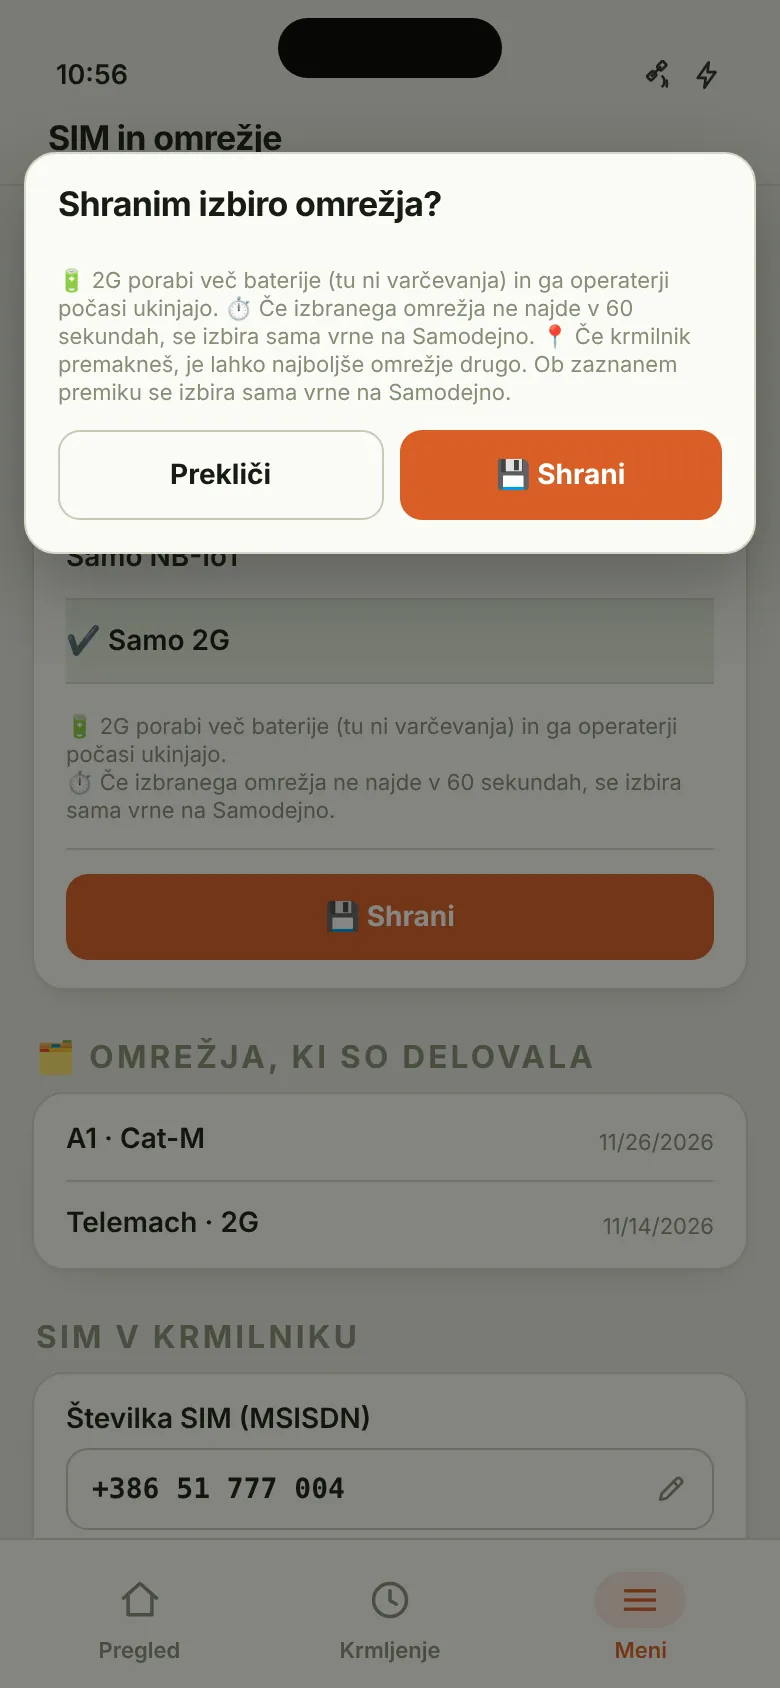 10:56
SIM in omrežje
Shranim izbiro omrežja?
🔋 2G porabi več baterije (tu ni varčevanja) in ga operaterji
počasi ukinjajo. ⏱️ Če izbranega omrežja ne najde v 60
sekundah, se izbira sama vrne na Samodejno. 📍 Če krmilnik
premakneš, je lahko najboljše omrežje drugo. Ob zaznanem
premiku se izbira sama vrne na Samodejno.
Prekliči
💾 Shrani
Samo NB-IoT
✔️ Samo 2G
🔋 2G porabi več baterije (tu ni varčevanja) in ga operaterji
počasi ukinjajo.
⏱️ Če izbranega omrežja ne najde v 60 sekundah, se izbira
sama vrne na Samodejno.
💾 Shrani
🗂️ OMREŽJA, KI SO DELOVALA
A1 · Cat-M
11/26/2026
Telemach · 2G
11/14/2026
SIM V KRMILNIKU
Številka SIM (MSISDN)
+386 51 777 004
Pregled
Krmljenje
Meni